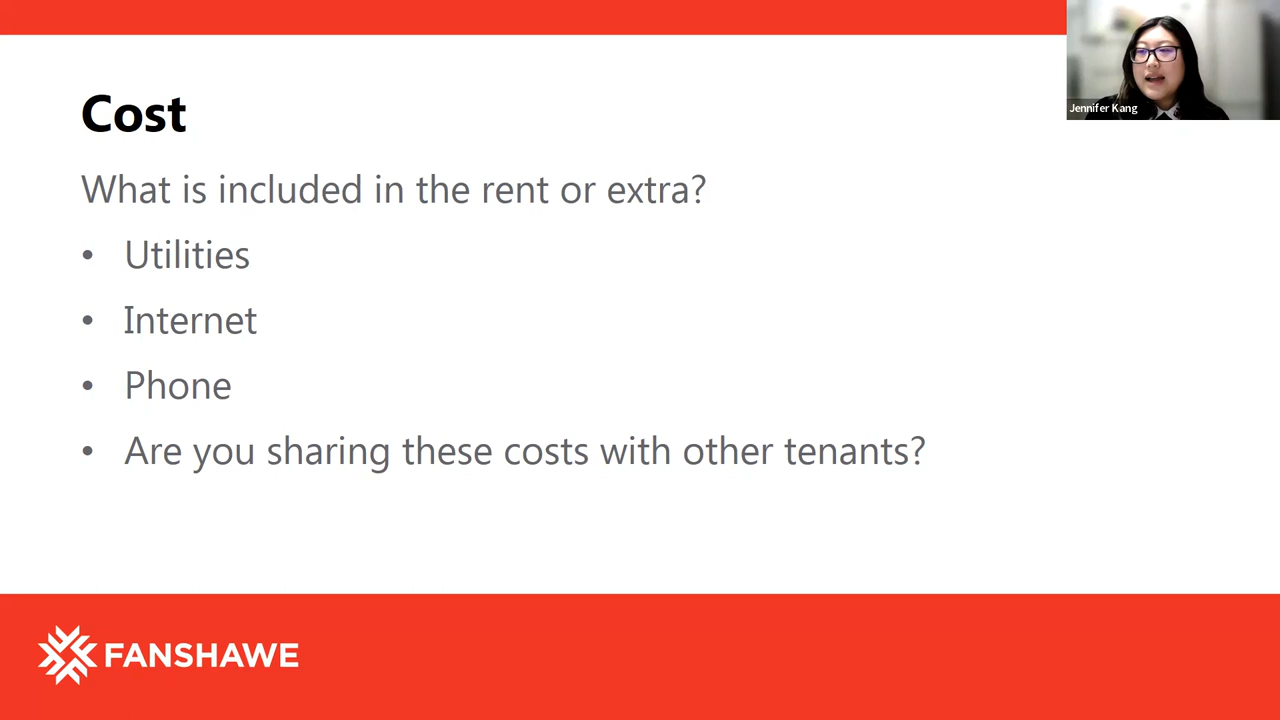 Jennifer Kang
Cost
What is included in the rent or extra?
• Utilities
• Internet
• Phone
• Are you sharing these costs with other tenants?
FANSHAWE